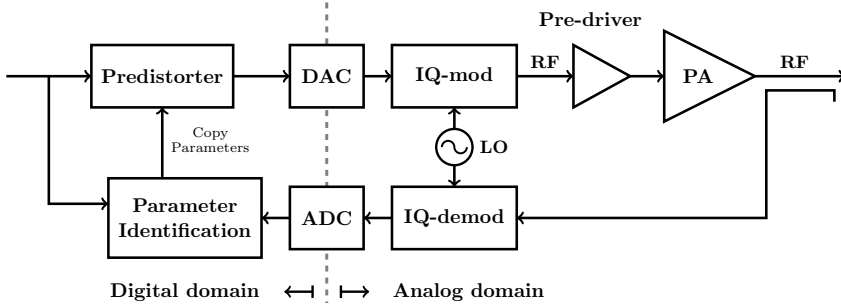 Pre-driver
Predistorter
DAC
IQ-mod
RF
PA
RF
Copy
Parameters
LO
Parameter
Identification
ADC
IQ-demod
Digital domain
Analog domain